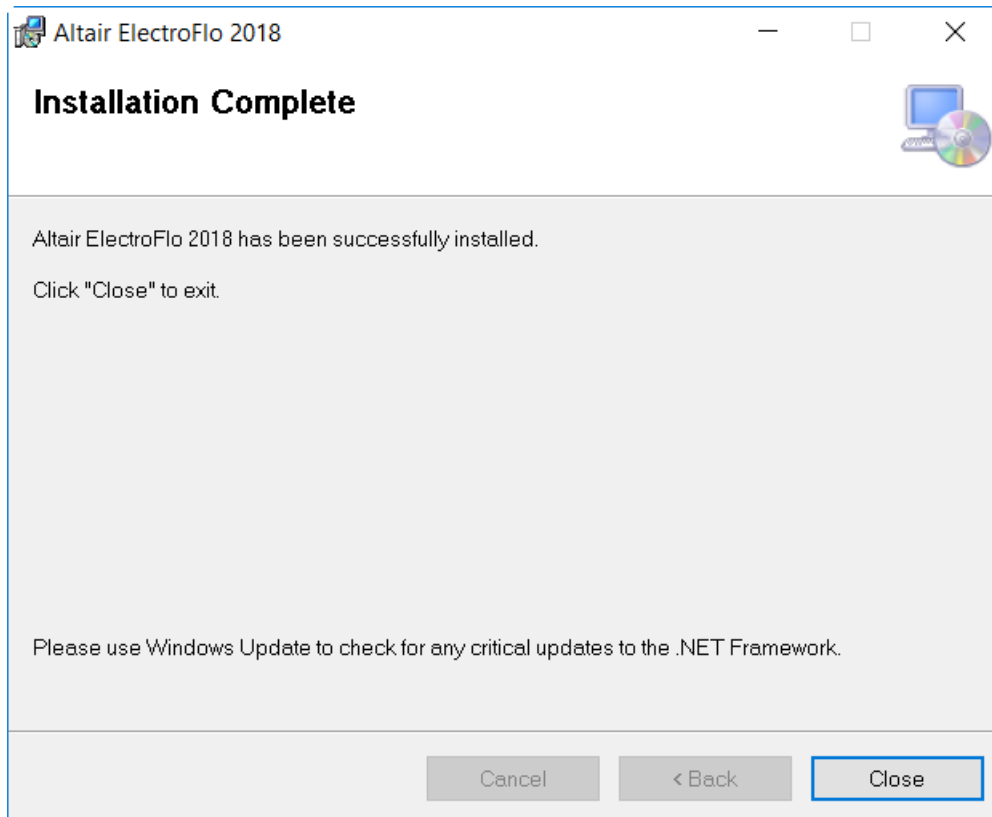 Altair ElectroFlo 2018
Installation Complete
Altair ElectroFlo 2018 has been successfully installed.
Click "Close" to exit.
Please use Windows Update to check for any critical updates to the .NET Framework.
Cancel
< Back
Close